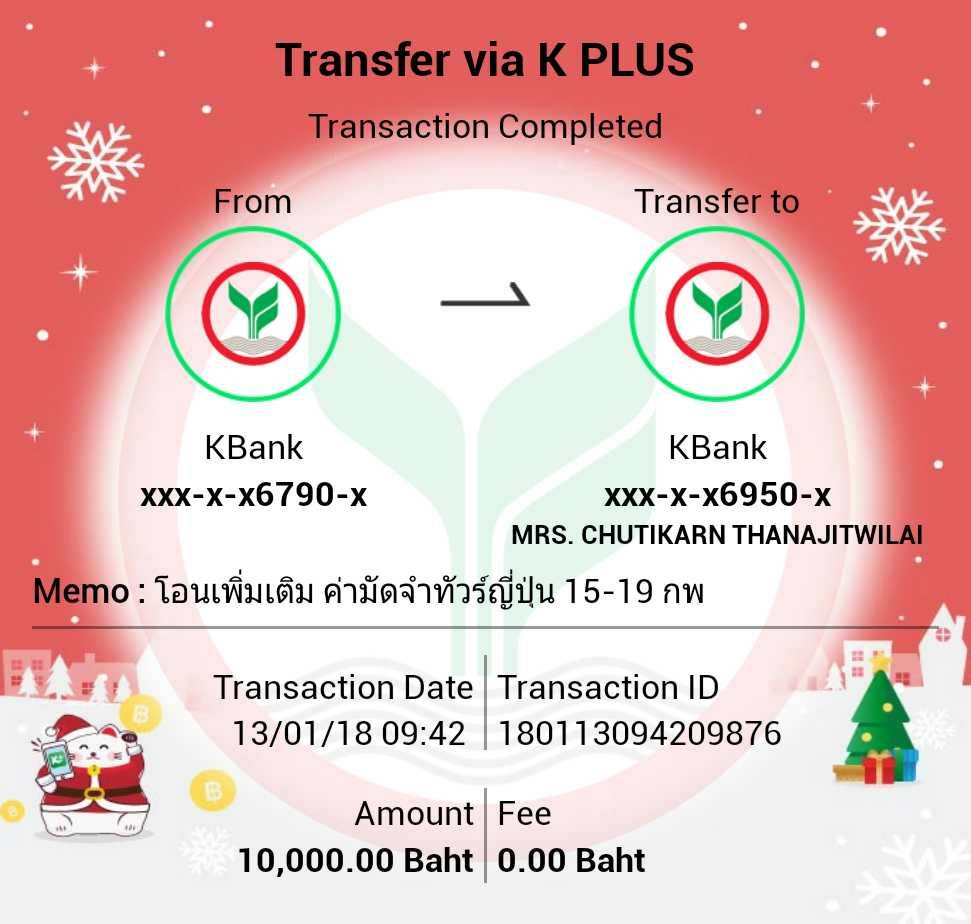 Transfer via K PLUS
Transaction Completed
From
Transfer to
KBank
xxx-x-x6790-x
KBank
xxx-x-x6950-x
MRS. CHUTIKARN THANAJITWILAI
Memo : โอนเพิ่มเติม ค่ามัดจำทัวร์ญี่ปุ่น 15-19 กพ
Transaction Date
13/01/18 09:42
Transaction ID
180113094209876
Amount
10,000.00 Baht
Fee
0.00 Baht